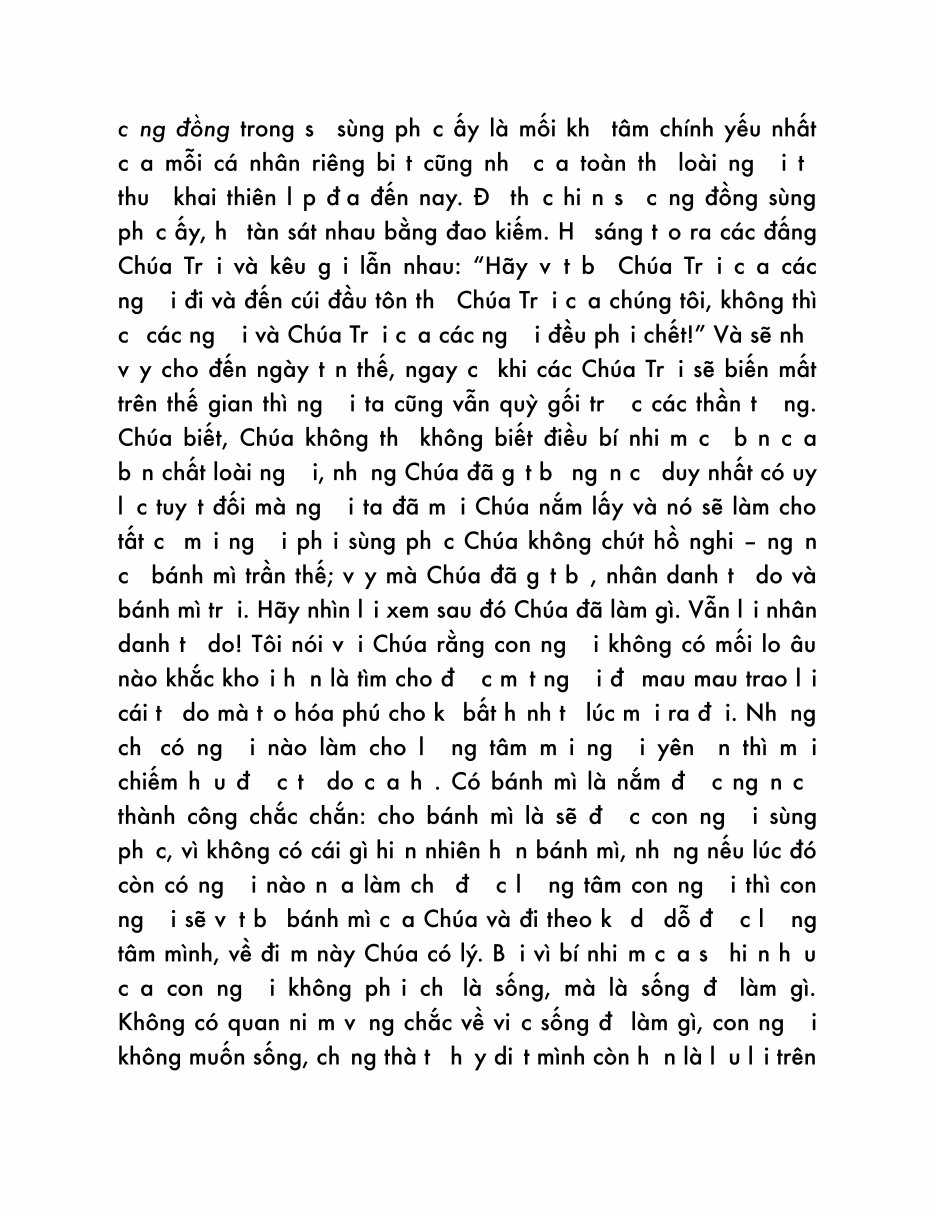 c ng đồng trong s sùng ph c ấy là mối kh tâm chính yếu nhất
c a mỗi cá nhân riêng bi t cũng nh c a toàn th loài ng i t
thu khai thiên l p đ a đến nay. Đ th c hi n s c ng đồng sùng
ph c ấy, h tàn sát nhau bằng đao kiếm. H sáng t o ra các đấng
Chúa Tr i và kêu g i lẫn nhau: “Hãy v t b Chúa Tr i c a các
ng i đi và đến cúi đầu tôn th Chúa Tr i c a chúng tôi, không thì
c các ng i và Chúa Tr i c a các ng i đều ph i chết!” Và sẽ nh
v y cho đến ngày t n thế, ngay c khi các Chúa Tr i sẽ biến mất
trên thế gian thì ng i ta cũng vẫn quỳ gối tr c các thần t ng.
Chúa biết, Chúa không th không biết điều bí nhi m c b n c a
b n chất loài ng i, nh ng Chúa đã g t b ng n c duy nhất có uy
l c tuy t đối mà ng i ta đã m i Chúa nắm lấy và nó sẽ làm cho
tất c m i ng i ph i sùng ph c Chúa không chút hồ nghi – ng n
c bánh mì trần thế; v y mà Chúa đã g t b , nhân danh t do và
bánh mì tr i. Hãy nhìn l i xem sau đó Chúa đã làm gì. Vẫn l i nhân
danh t do! Tôi nói v i Chúa rằng con ng i không có mối lo âu
nào khắc kho i h n là tìm cho đ c m t ng i đ mau mau trao l i
cái t do mà t o hóa phú cho k bất h nh t lúc m i ra đ i. Nh ng
ch có ng i nào làm cho l ng tâm m i ng i yên n thì m i
chiếm h u đ c t do c a h . Có bánh mì là nắm đ c ng n c
thành công chắc chắn: cho bánh mì là sẽ đ c con ng i sùng
ph c, vì không có cái gì hi n nhiên h n bánh mì, nh ng nếu lúc đó
còn có ng i nào n a làm ch đ c l ng tâm con ng i thì con
ng i sẽ v t b bánh mì c a Chúa và đi theo k d dỗ đ c l ng
tâm mình, về đi m này Chúa có lý. B i vì bí nhi m c a s hi n h u
c a con ng i không ph i ch là sống, mà là sống đ làm gì.
Không có quan ni m v ng chắc về vi c sống đ làm gì, con ng i
không muốn sống, ch ng thà t h y di t mình còn h n là l u l i trên